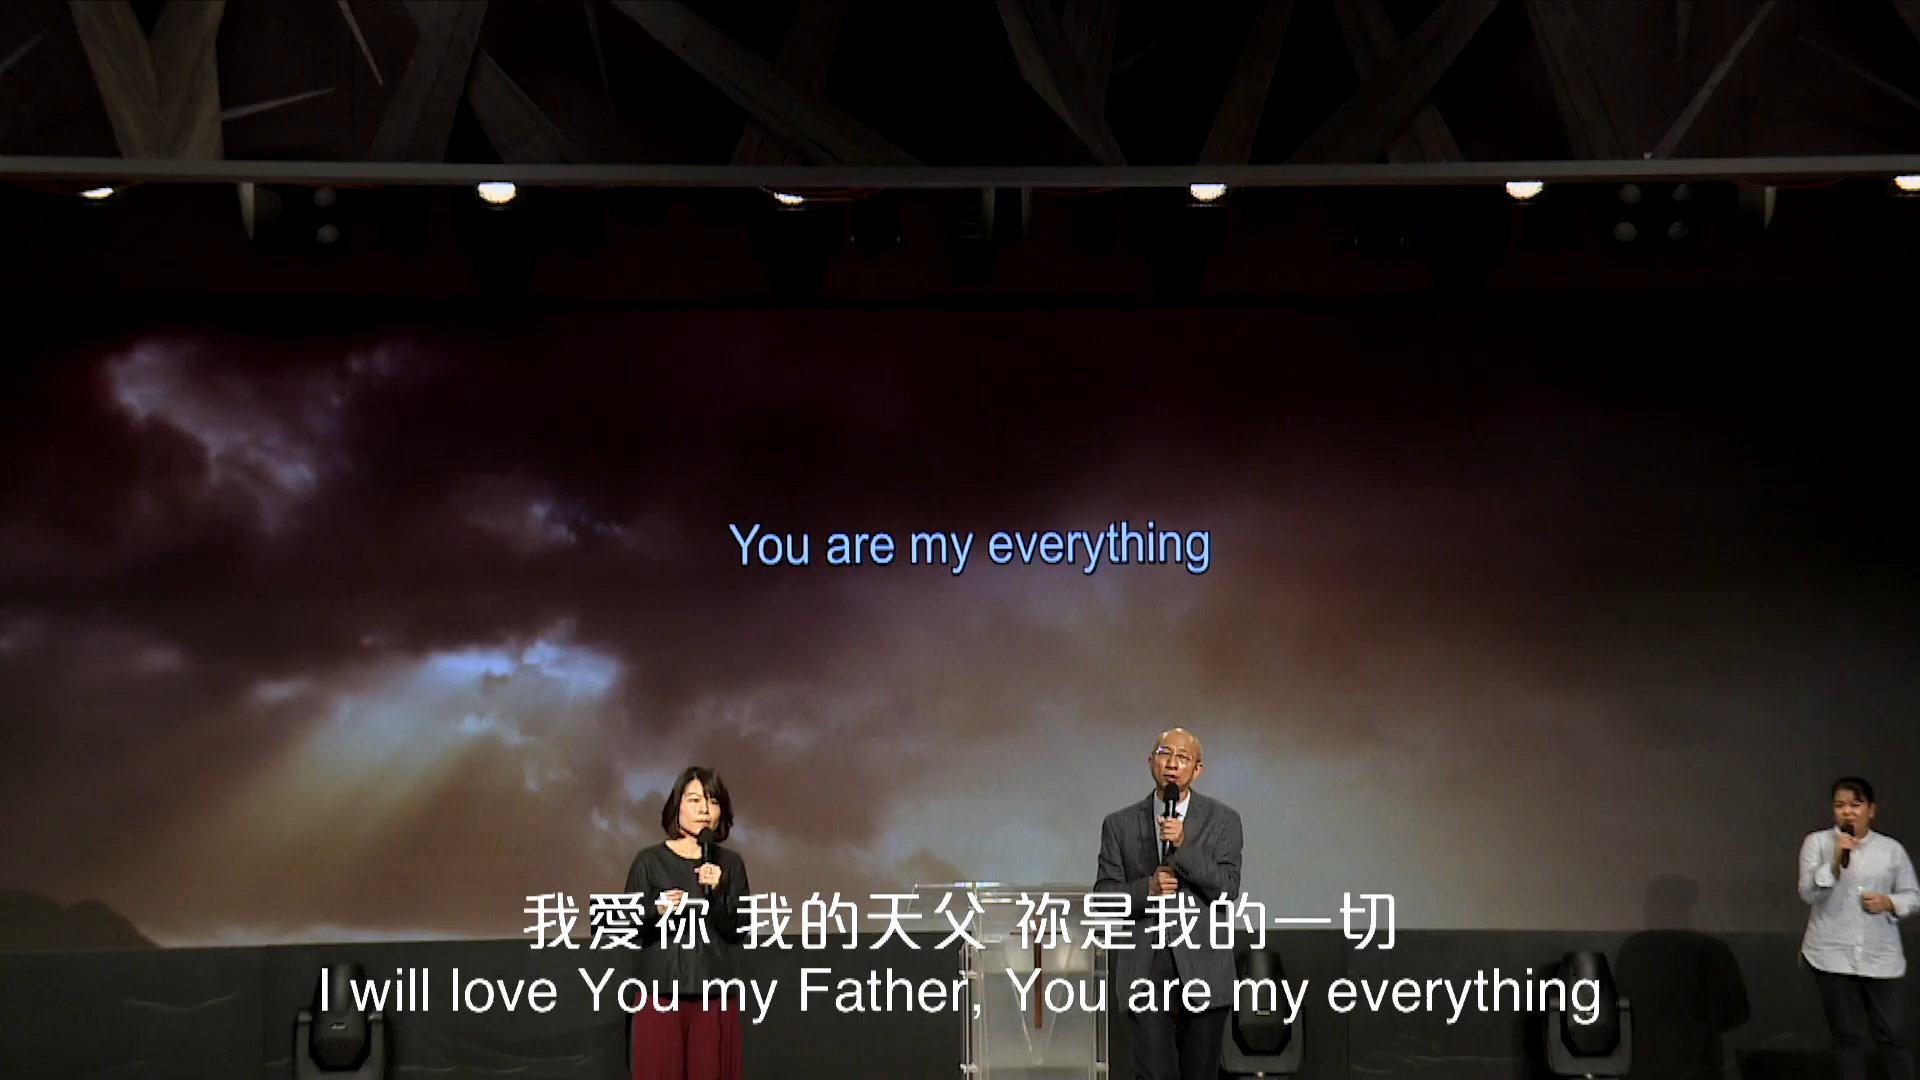 You are my everything
我愛祢 我的天父 祢是我的一切
I will love You my Father, You are my everything